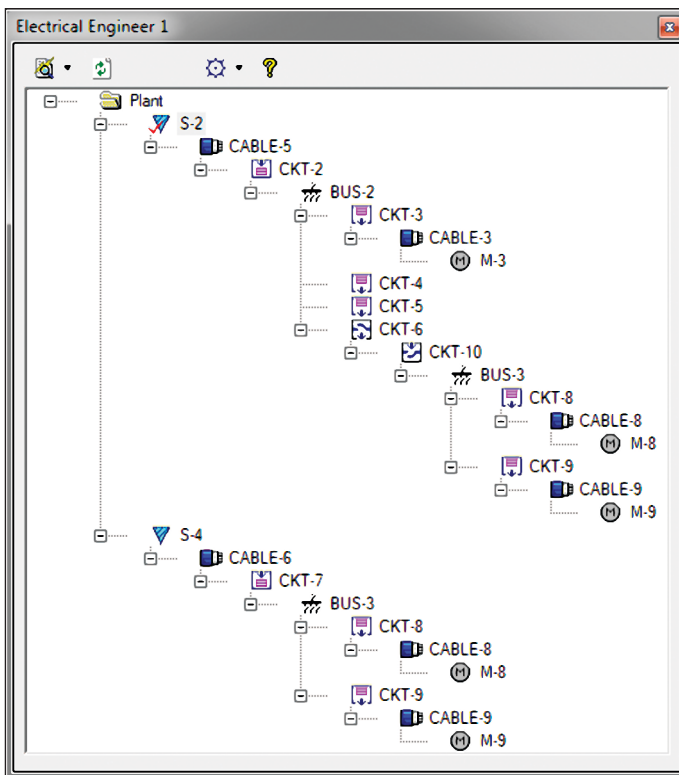 Electrical Engineer 1
Plant
S-2
CABLE-5
CKT-2
BUS-2
CKT-3
CABLE-3
M-3
CKT-4
CKT-5
CKT-6
CKT-10
BUS-3
CKT-8
CABLE-8
M-8
CKT-9
CABLE-9
M-9
S-4
CABLE-6
CKT-7
BUS-3
CKT-8
CABLE-8
M-8
CKT-9
CABLE-9
M-9